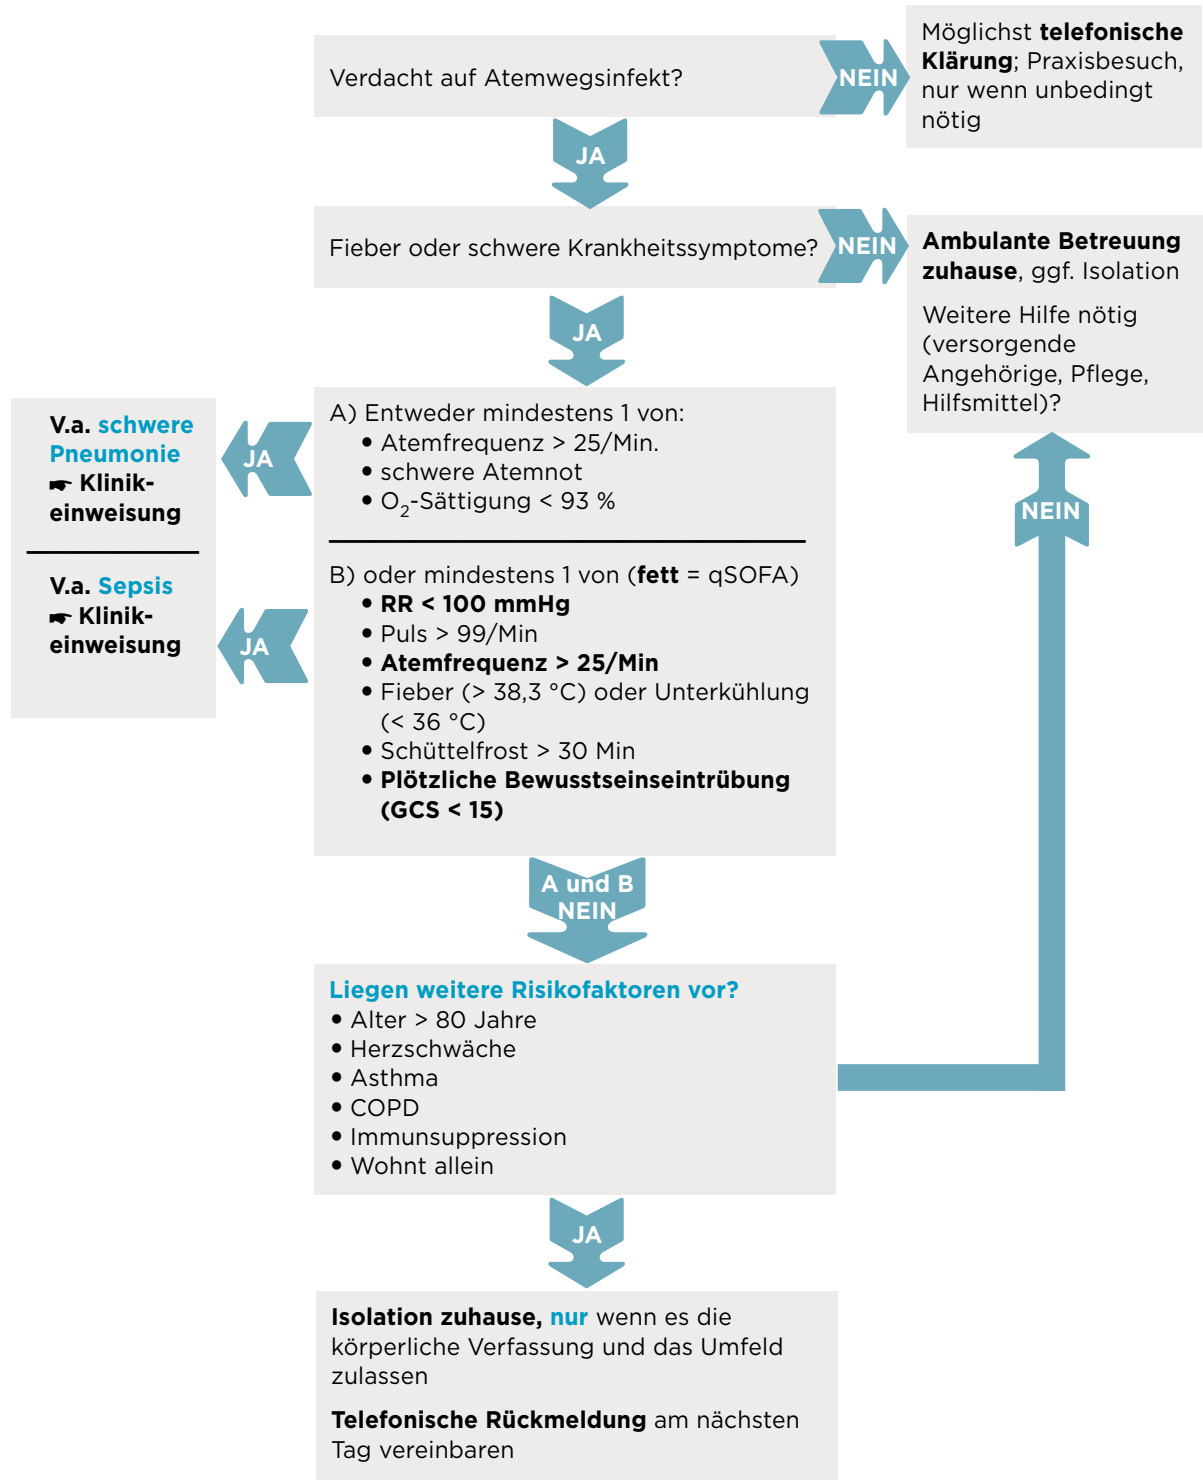 Verdacht auf Atemwegsinfekt?
NEIN
Möglichst telefonische
Klärung; Praxisbesuch,
nur wenn unbedingt
nötig
JA
Fieber oder schwere Krankheitssymptome?
NEIN
Ambulante Betreuung
zuhause, ggf. Isolation
Weitere Hilfe nötig
(versorgende
Angehörige, Pflege,
Hilfsmittel)?
JA
A) Entweder mindestens 1 von:
• Atemfrequenz > 25/Min.
• schwere Atemnot
• O₂-Sättigung < 93 %
JA
V.a. schwere
Pneumonie
☛ Klinik-
einweisung
B) oder mindestens 1 von (fett = qSOFA)
• RR < 100 mmHg
• Puls > 99/Min
• Atemfrequenz > 25/Min
• Fieber (> 38,3 °C) oder Unterkühlung
(< 36 °C)
• Schüttelfrost > 30 Min
• Plötzliche Bewusstseinseintrübung
(GCS < 15)
JA
V.a. Sepsis
☛ Klinik-
einweisung
A und B
NEIN
Liegen weitere Risikofaktoren vor?
• Alter > 80 Jahre
• Herzschwäche
• Asthma
• COPD
• Immunsuppression
• Wohnt allein
NEIN
JA
Isolation zuhause, nur wenn es die
körperliche Verfassung und das Umfeld
zulassen
Telefonische Rückmeldung am nächsten
Tag vereinbaren